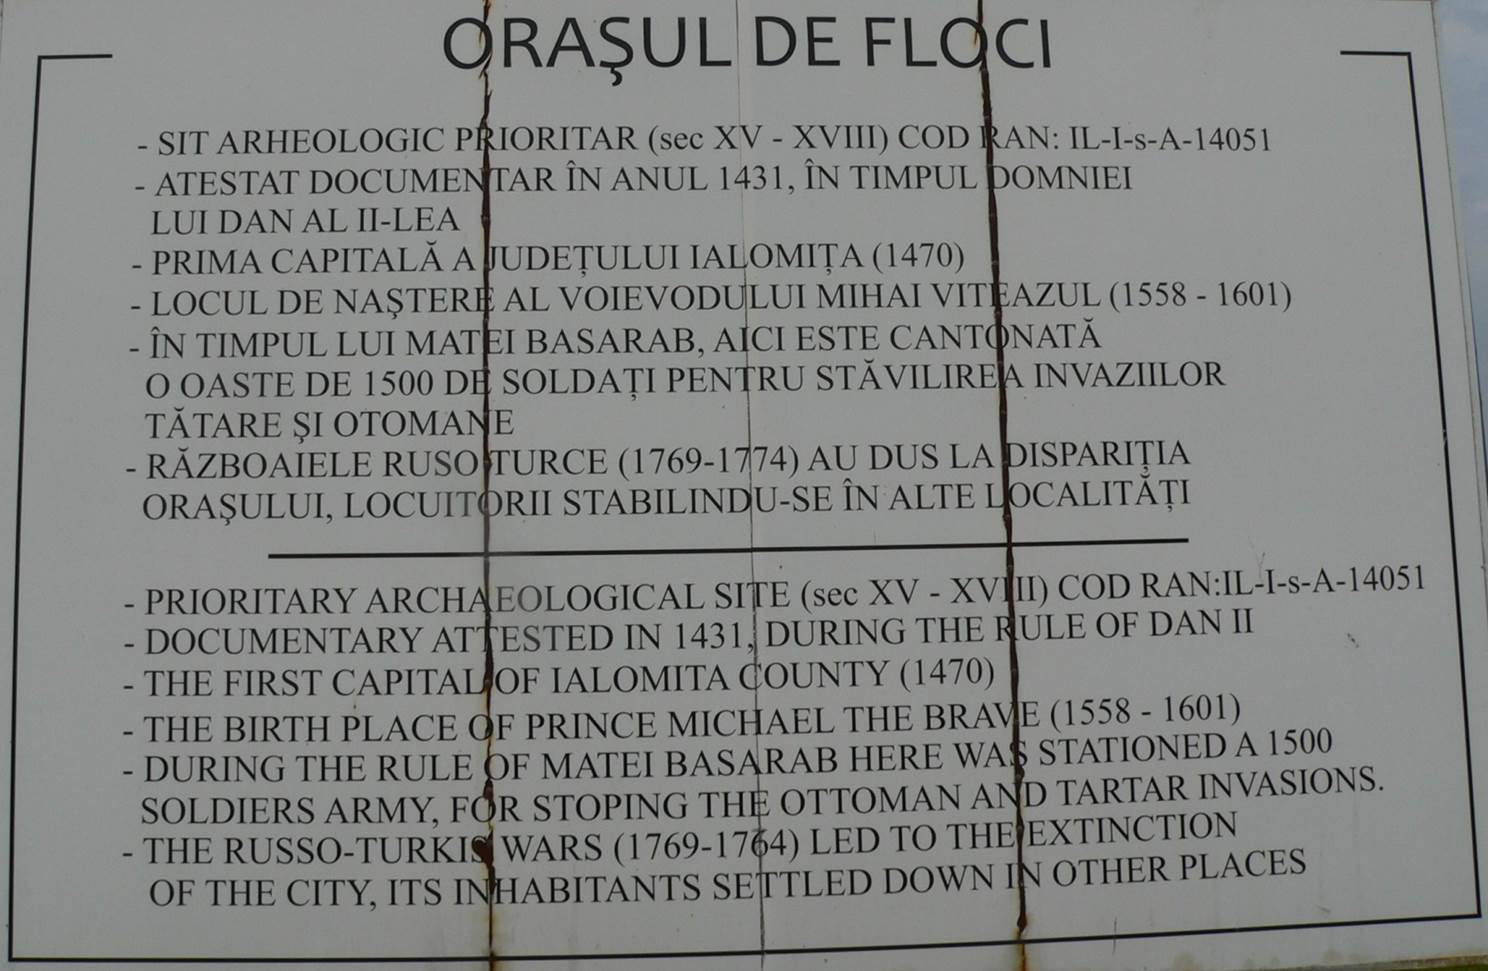 ORAŞUL DE FLOCI
- SIT ARHEOLOGIC PRIORITAR (sec XV - XVIII) COD RAN: IL-I-s-A-14051
- ATESTAT DOCUMENTAR ÎN ANUL 1431, ÎN TIMPUL DOMNIEI
LUI DAN AL II-LEA
- PRIMA CAPITALĂ A JUDEȚULUI IALOMIȚA (1470)
- LOCUL DE NAŞTERE AL VOIEVODULUI MIHAI VITEAZUL (1558 - 1601)
- ÎN TIMPUL LUI MATEI BASARAB, AICI ESTE CANTONATĂ
O OASTE DE 1500 DE SOLDAȚI PENTRU STĂVILIREA INVAZIILOR
TĂTARE ŞI OTOMANE
- RĂZBOAIELE RUSO TURCE (1769-1774) AU DUS LA DISPARIȚIA
ORAŞULUI, LOCUITORII STABILINDU-SE ÎN ALTE LOCALITĂȚI
- PRIORITARY ARCHAEOLOGICAL SITE (sec XV - XVIII) COD RAN:IL-I-s-A-14051
- DOCUMENTARY ATTESTED IN 1431, DURING THE RULE OF DAN II
- THE FIRST CAPITAL OF IALOMITA COUNTY (1470)
- THE BIRTH PLACE OF PRINCE MICHAEL THE BRAVE (1558 - 1601)
- DURING THE RULE OF MATEI BASARAB HERE WAS STATIONED A 1500
SOLDIERS ARMY, FOR STOPING THE OTTOMAN AND TARTAR INVASIONS.
- THE RUSSO-TURKIS WARS (1769-1764) LED TO THE EXTINCTION
OF THE CITY, ITS INHABITANTS SETTLED DOWN IN OTHER PLACES